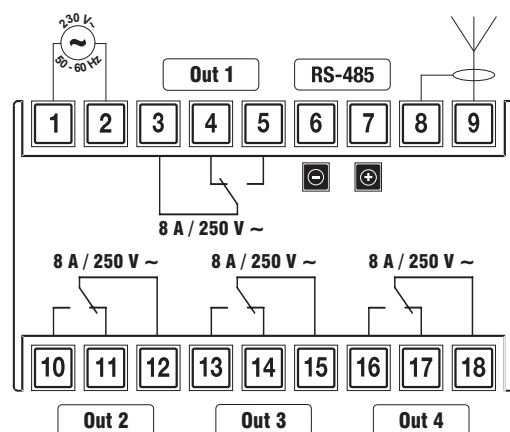 230 V~
50 - 60 Hz
Out 1
RS-485
1 2 3 4 5 6 7 8 9
8 A / 250 V ~
8 A / 250 V ~ 8 A / 250 V ~ 8 A / 250 V ~
10 11 12 13 14 15 16 17 18
Out 2 Out 3 Out 4